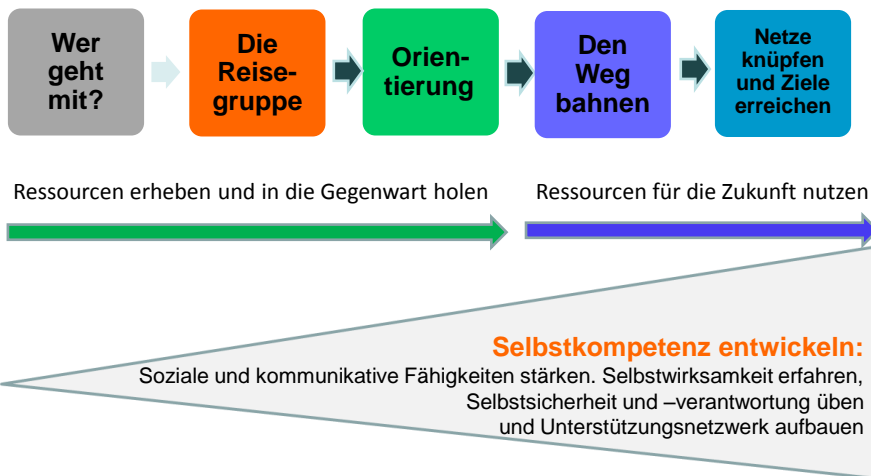 Wer
geht
mit?
Die
Reise-
gruppe
Orien-
tierung
Den
Weg
bahnen
Netze
knüpfen
und Ziele
erreichen
Ressourcen erheben und in die Gegenwart holen
Ressourcen für die Zukunft nutzen
Selbstkompetenz entwickeln:
Soziale und kommunikative Fähigkeiten stärken. Selbstwirksamkeit erfahren,
Selbstsicherheit und –verantwortung üben
und Unterstützungsnetzwerk aufbauen